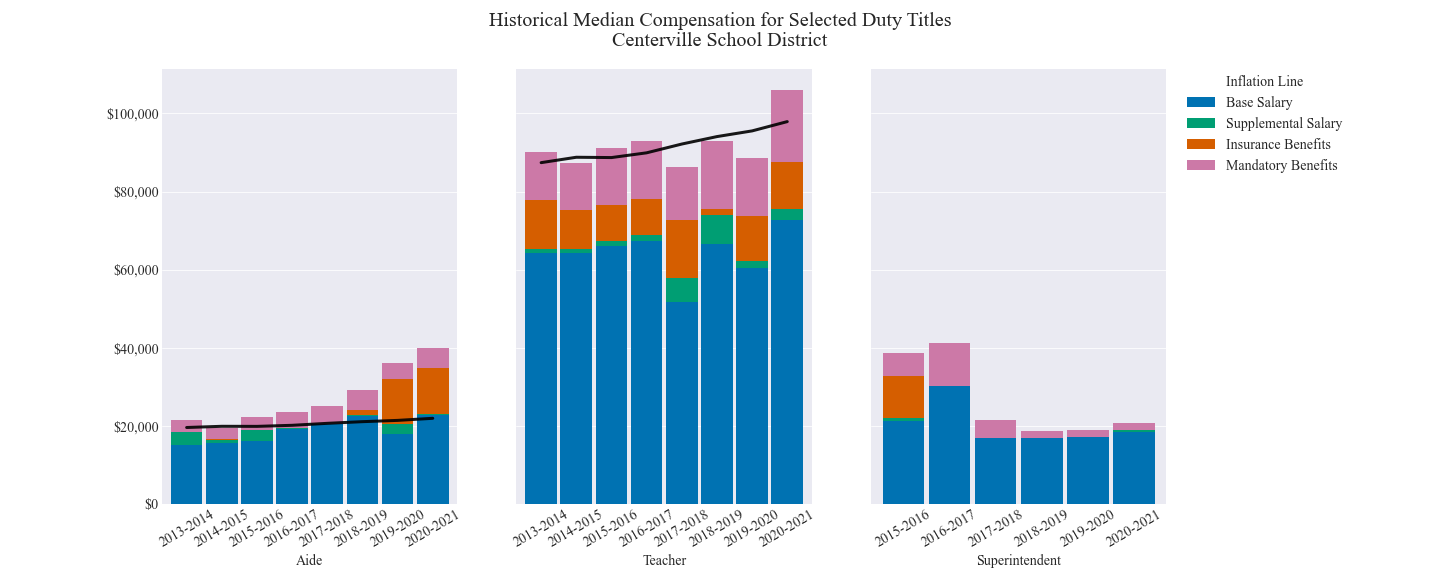 Historical Median Compensation for Selected Duty Titles
Centerville School District
$100,000
$80,000
$60,000
$40,000
$20,000
$0
2013-2014
2014-2015
2015-2016
2016-2017
2017-2018
2018-2019
2019-2020
2020-2021
Aide
2013-2014
2014-2015
2015-2016
2016-2017
2017-2018
2018-2019
2019-2020
2020-2021
Teacher
2015-2016
2016-2017
2017-2018
2018-2019
2019-2020
2020-2021
Superintendent
Inflation Line
Base Salary
Supplemental Salary
Insurance Benefits
Mandatory Benefits